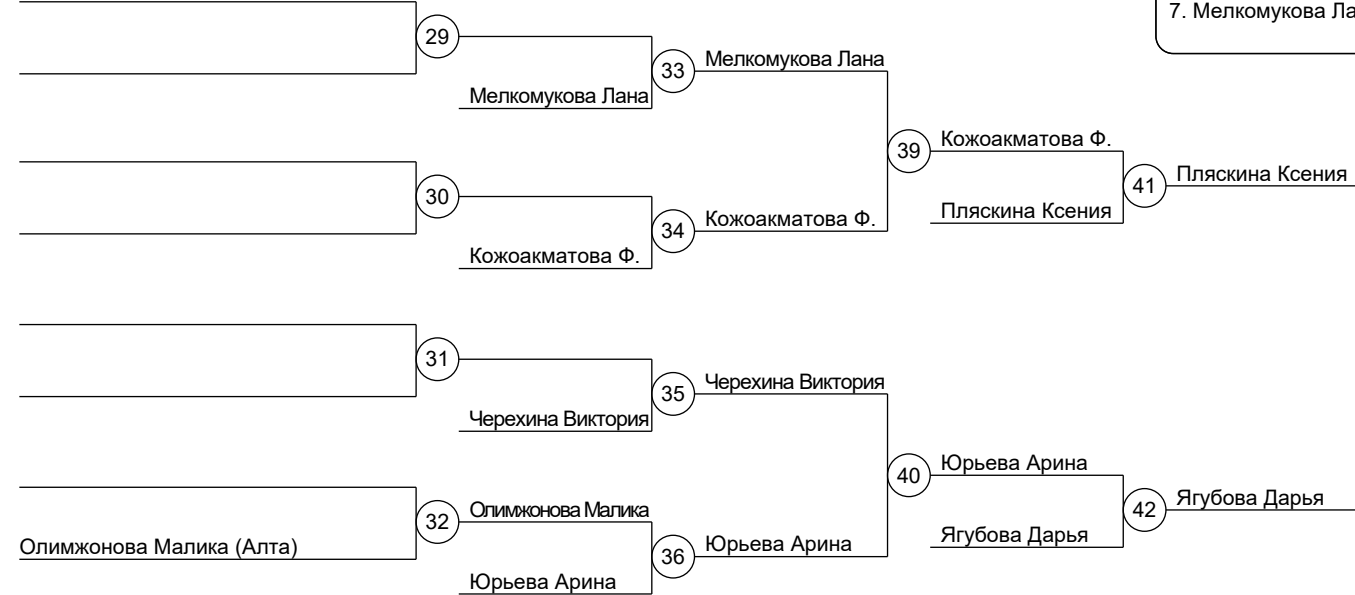 7. Мелкомукова Ла
29
Мелкомукова Лана
33
Мелкомукова Лана
39
Кожоакматова Ф.
41
Пляскина Ксения
30
Кожоакматова Ф.
34
Кожоакматова Ф.
Пляскина Ксения
31
Черехина Виктория
35
Черехина Виктория
40
Юрьева Арина
42
Ягубова Дарья
Олимжонова Малика (Алта)
32
Олимжонова Малика
36
Юрьева Арина
Ягубова Дарья
Юрьева Арина